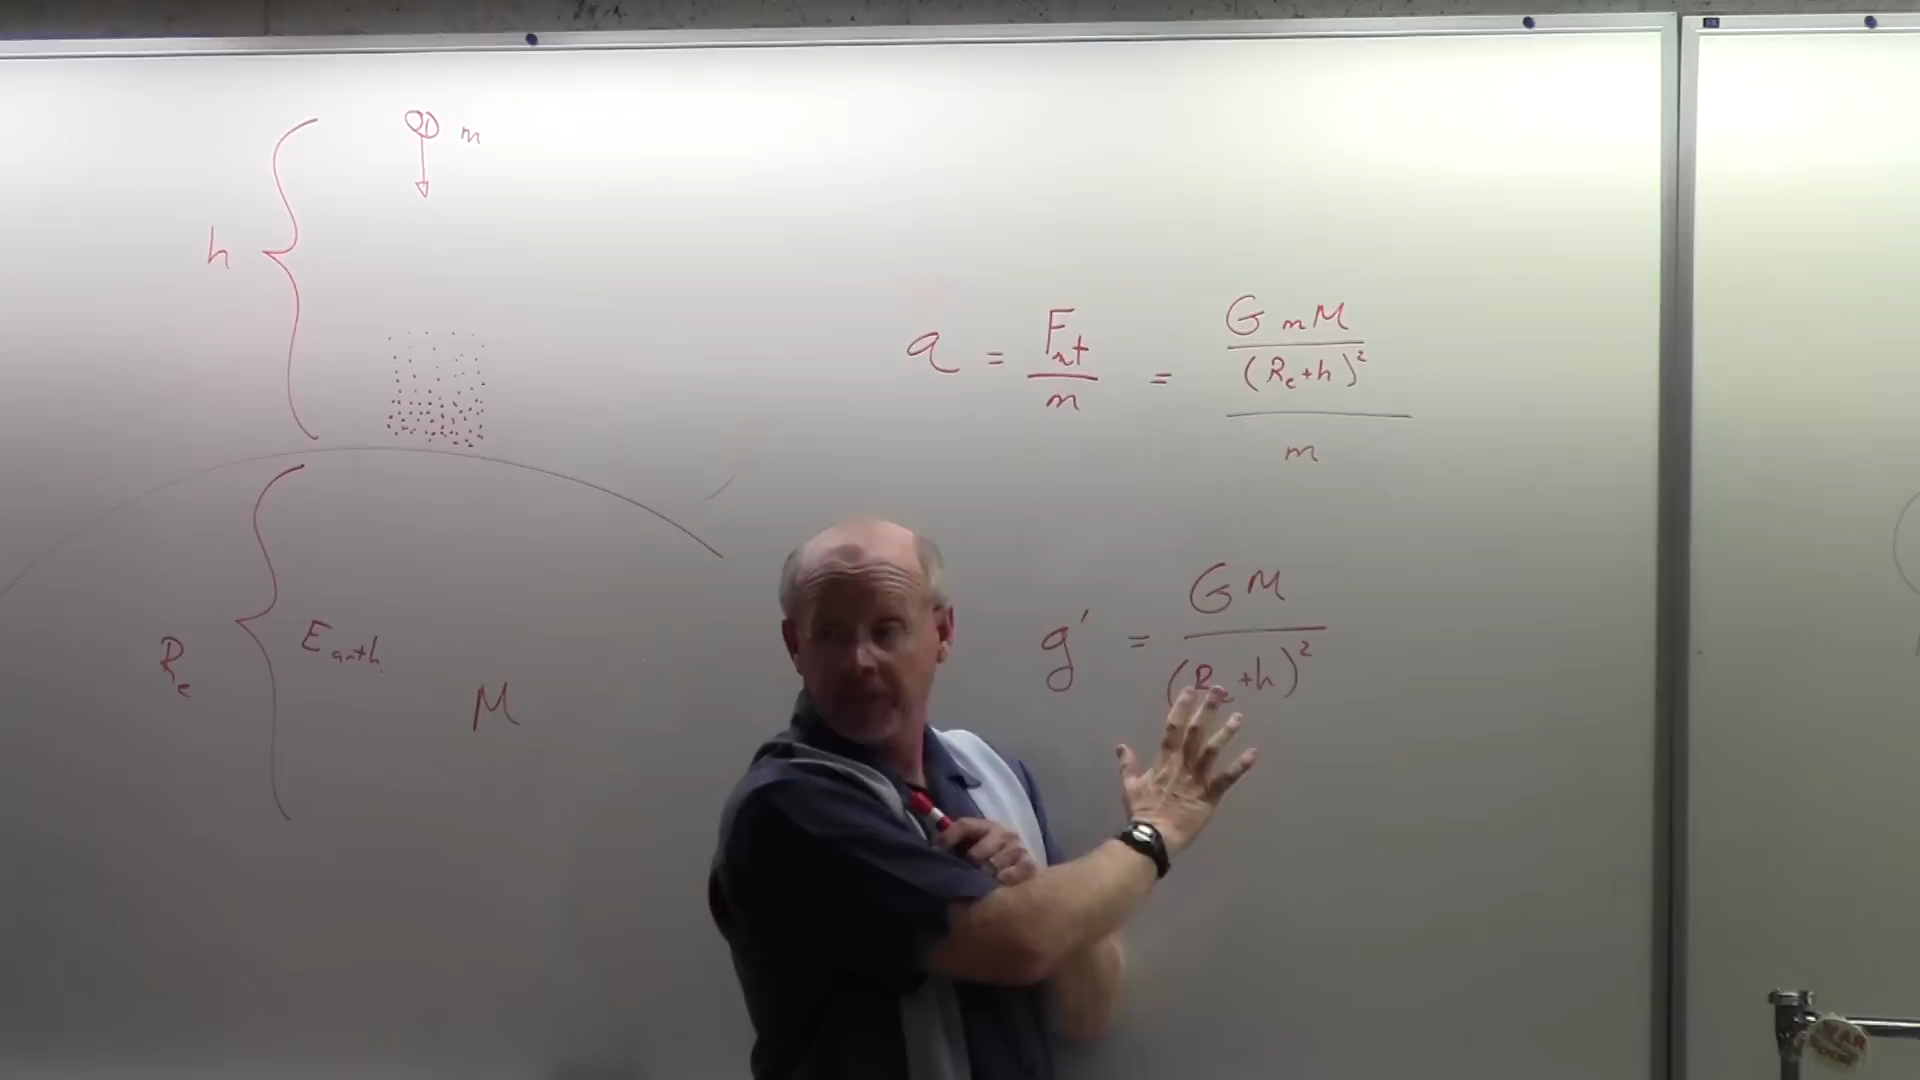 m
h
a = F_net / m = (G m M / (R_e + h)²) / m
g' = G M / (R_e + h)²
Earth
R_e
M